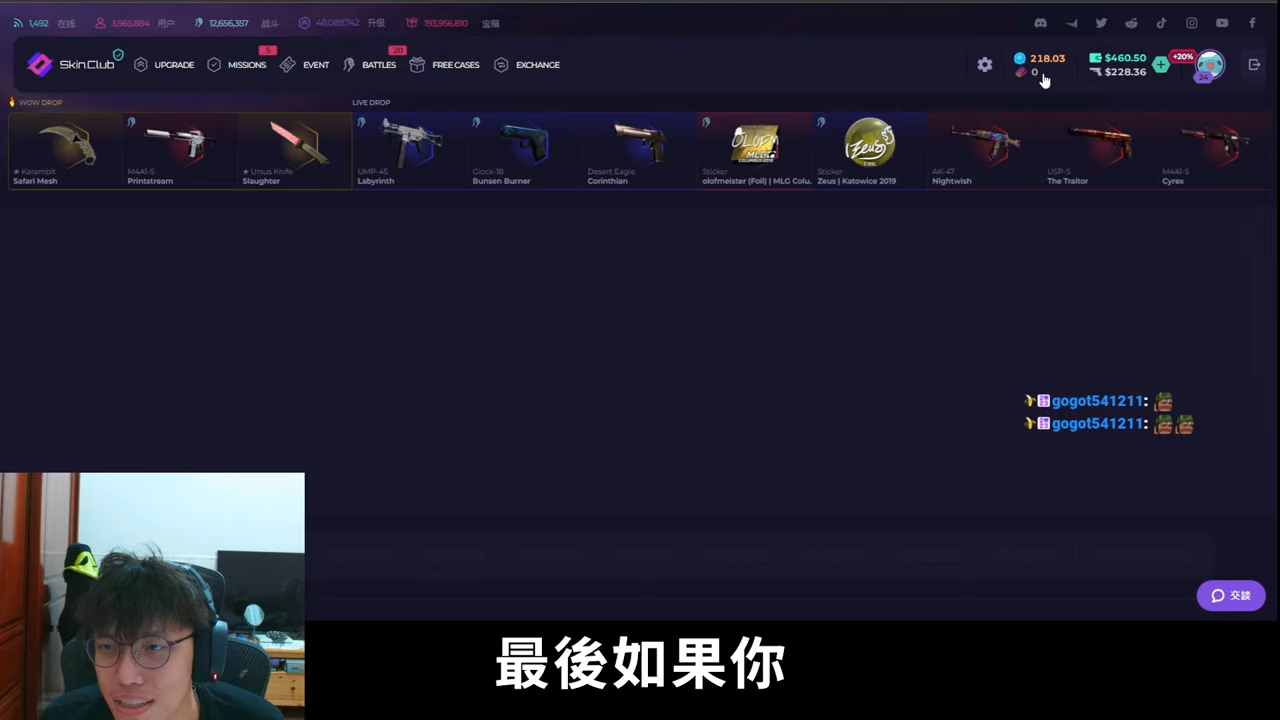 1,492 在线 3,965,884 用户 12,656,357 战斗 48,089,742 升级 193,956,810 宝箱
Skin.Club UPGRADE MISSIONS 5 EVENT BATTLES 20 FREE CASES EXCHANGE
218.03 $460.50 +20%
0 $228.36 24
WOW DROP LIVE DROP
★ Karambit
Safari Mesh
M4A1-S
Printstream
★ Ursus Knife
Slaughter
UMP-45
Labyrinth
Glock-18
Bunsen Burner
Desert Eagle
Corinthian
Sticker
olofmeister (Foil) | MLG Colu..
Sticker
Zeus | Katowice 2019
AK-47
Nightwish
USP-S
The Traitor
M4A1-S
Cyrex
gogot541211:
gogot541211:
交談
最後如果你